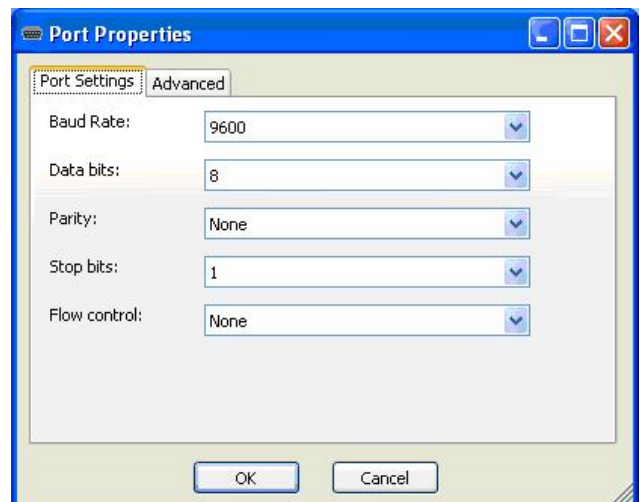 Port Properties
Port Settings Advanced
Baud Rate: 9600
Data bits: 8
Parity: None
Stop bits: 1
Flow control: None
OK Cancel